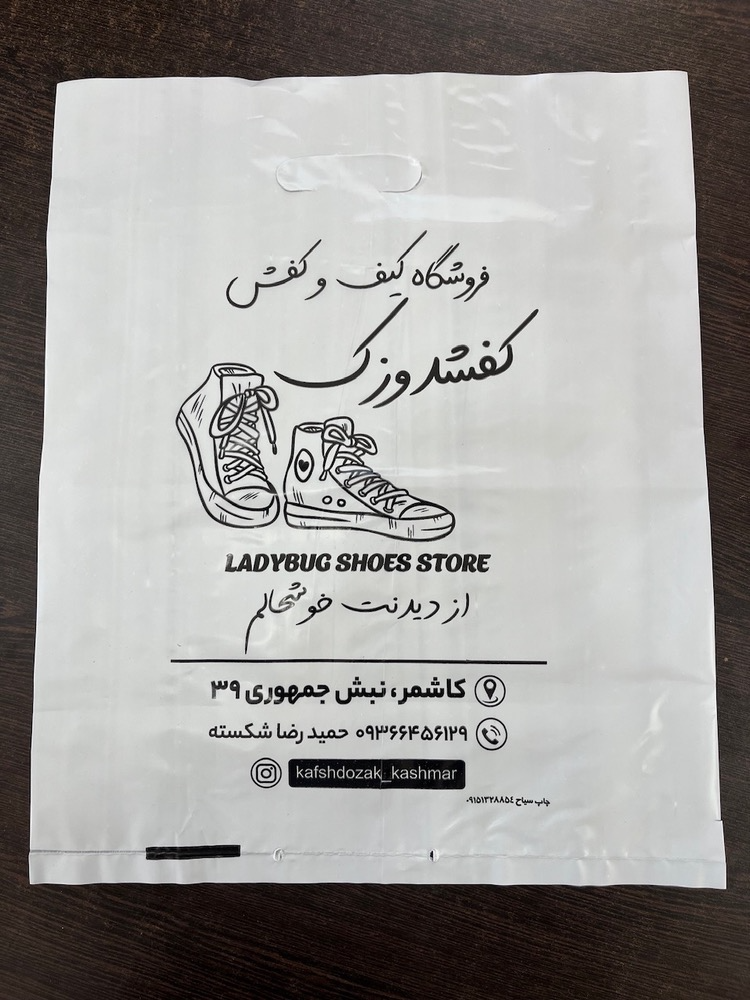 فروشگاه کیف و کفش
کفشدوزک
LADYBUG SHOES STORE
از دیدنت خوشحالم
کاشمر، نبش جمهوری ۳۹
۰۹۳۶۶۴۵۶۱۲۹ حمید رضا شکسته
kafshdozak_kashmar
چاپ سیاح ۰۹۱۵۱۳۲۸۸۵٤